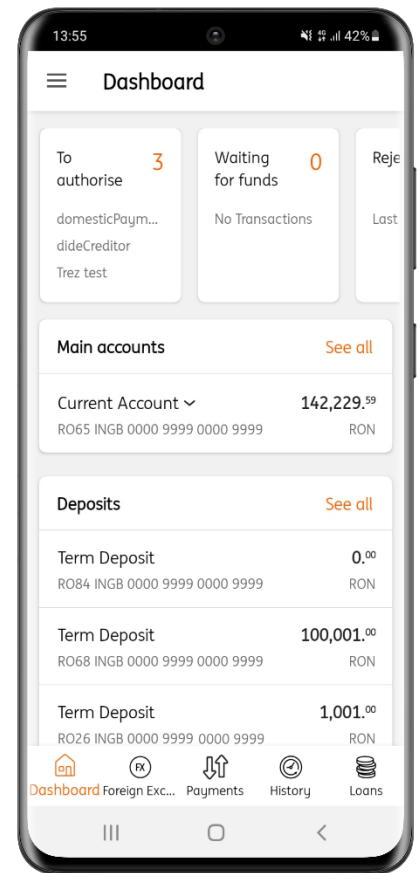 13:55 4G 42%
Dashboard
To authorise 3
domesticPaym...
dideCreditor
Trez test
Waiting for funds 0
No Transactions
Reje
Last
Main accounts See all
Current Account 142,229.59
RO65 INGB 0000 9999 0000 9999 RON
Deposits See all
Term Deposit 0.00
RO84 INGB 0000 9999 0000 9999 RON
Term Deposit 100,001.00
RO68 INGB 0000 9999 0000 9999 RON
Term Deposit 1,001.00
RO26 INGB 0000 9999 0000 9999 RON
FX
Dashboard Foreign Exc... Payments History Loans